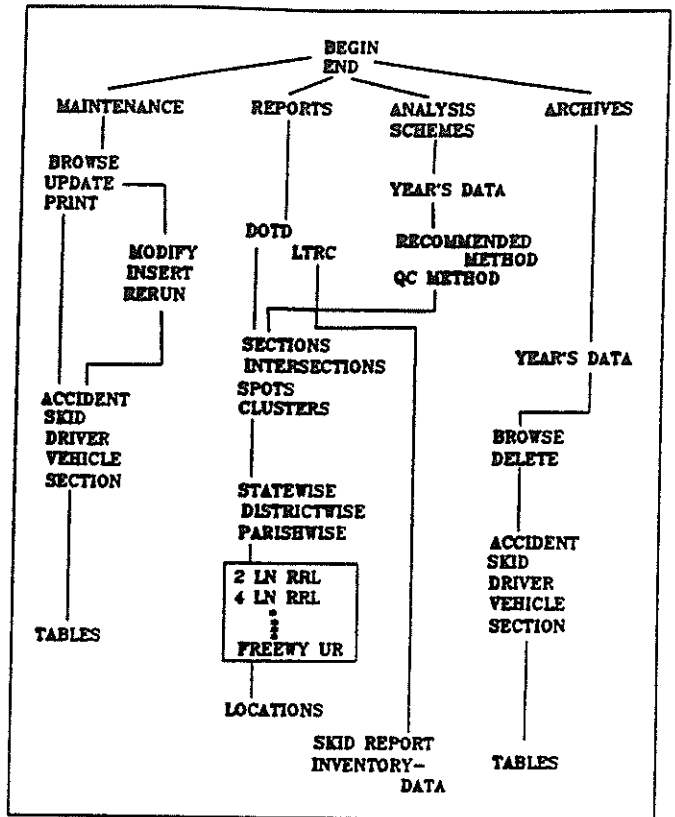 BEGIN
END
MAINTENANCE
REPORTS
ANALYSIS
SCHEMES
ARCHIVES
BROWSE
UPDATE
PRINT
YEAR'S DATA
DOTD
LTRC
RECOMMENDED
METHOD
QC METHOD
MODIFY
INSERT
RERUN
SECTIONS
INTERSECTIONS
SPOTS
CLUSTERS
YEAR'S DATA
ACCIDENT
SKID
DRIVER
VEHICLE
SECTION
BROWSE
DELETE
STATEWISE
DISTRICTWISE
PARISHWISE
ACCIDENT
SKID
DRIVER
VEHICLE
SECTION
2 LN RRL
4 LN RRL
FREEWY UR
TABLES
LOCATIONS
SKID REPORT
INVENTORY-
DATA
TABLES